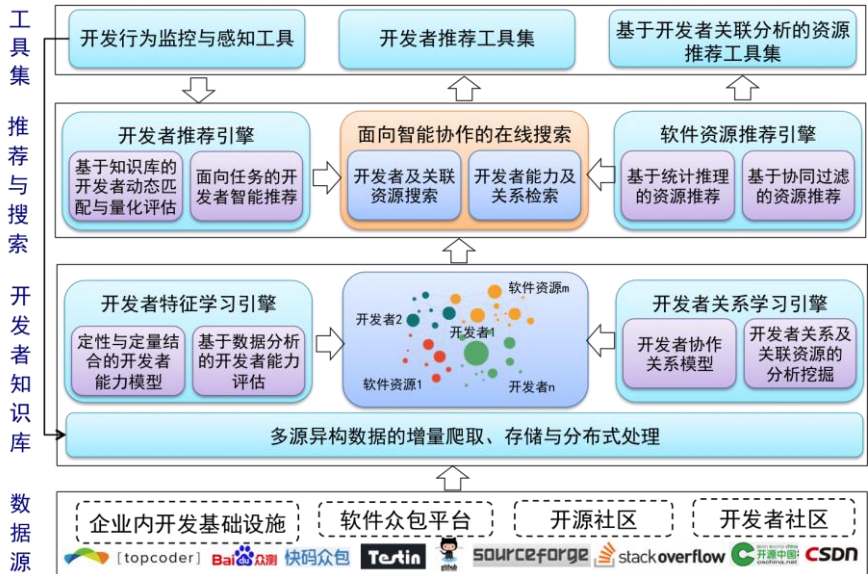 工具集
开发行为监控与感知工具
开发者推荐工具集
基于开发者关联分析的资源
推荐工具集
推荐与搜索
开发者推荐引擎
基于知识库的
开发者动态匹
配与量化评估
面向任务的开
发者智能推荐
面向智能协作的在线搜索
开发者及关联
资源搜索
开发者能力及
关系检索
软件资源推荐引擎
基于统计推理
的资源推荐
基于协同过滤
的资源推荐
开发者知识库
开发者特征学习引擎
定性与定量结
合的开发者
能力模型
基于数据分析
的开发者能力
评估
软件资源m
开发者2
开发者1
软件资源1
开发者n
开发者关系学习引擎
开发者协作
关系模型
开发者关系及
关联资源的
分析挖掘
多源异构数据的增量爬取、存储与分布式处理
数据源
企业内开发基础设施
软件众包平台
开源社区
开发者社区
[topcoder]
Bai du 众测
快码众包
Testin
github
sourceforge
stackoverflow
开源中国
oschina.net
CSDN